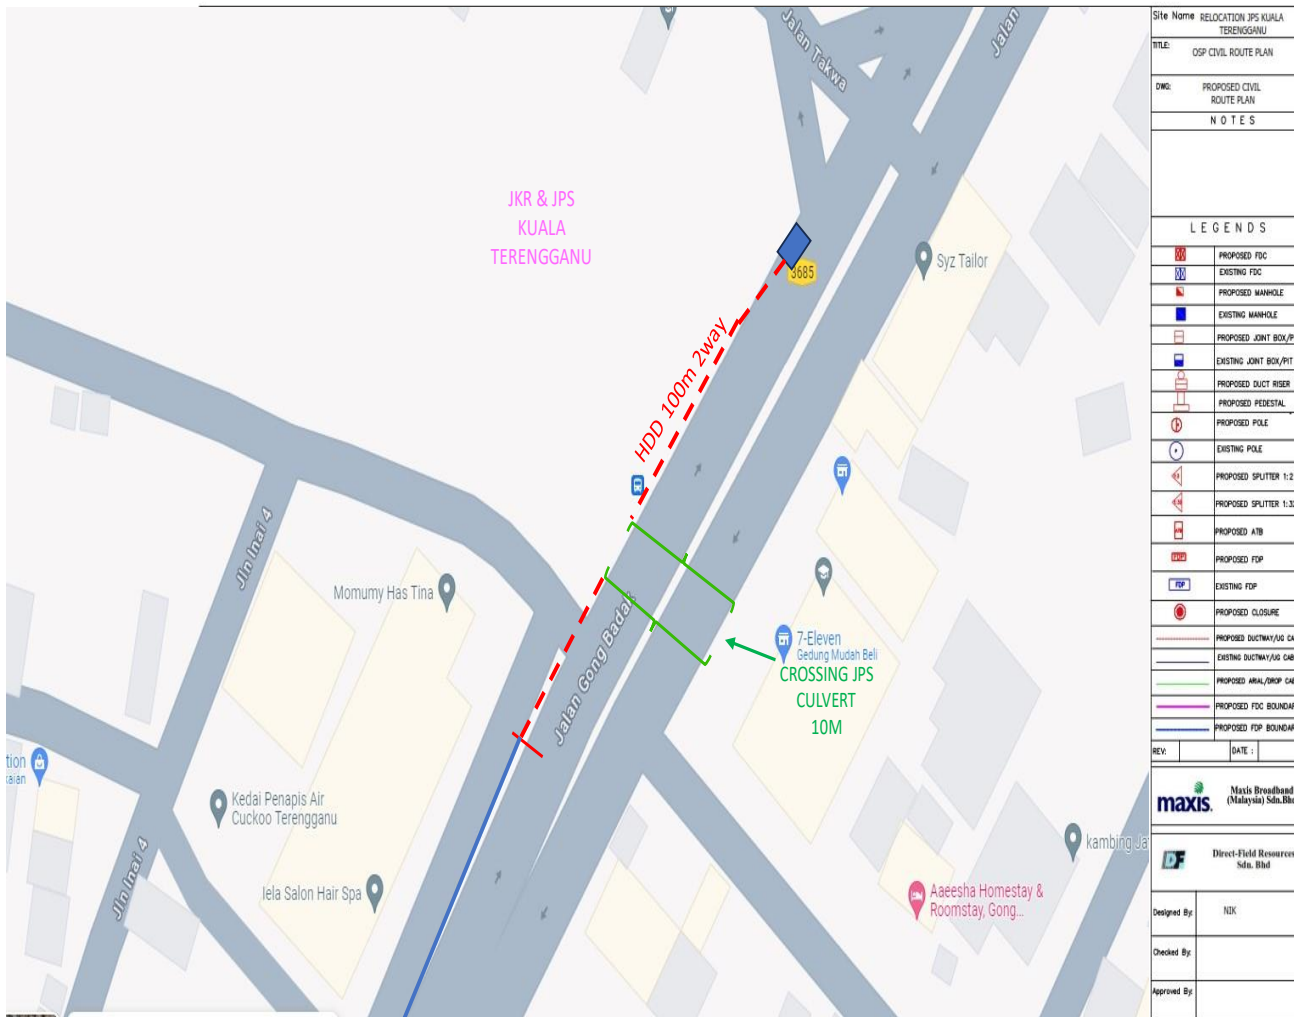 Jalan Takwa
Jalan
JKR & JPS
KUALA
TERENGGANU
3685
Syz Tailor
HDD 100m 2way
Jln Inai 4
Momumy Has Tina
Jalan Gong Badak
7-Eleven
Gedung Mudah Beli
CROSSING JPS
CULVERT
10M
tion
kaian
Kedai Penapis Air
Cuckoo Terengganu
Jln Inai 4
Iela Salon Hair Spa
Aaeesha Homestay &
Roomstay, Gong...
kambing Ja
Site Name RELOCATION JPS KUALA
TERENGGANU
TITLE: OSP CIVIL ROUTE PLAN
DWG: PROPOSED CIVIL
ROUTE PLAN
NOTES
LEGENDS
PROPOSED FDC
EXISTING FDC
PROPOSED MANHOLE
EXISTING MANHOLE
PROPOSED JOINT BOX/P
EXISTING JOINT BOX/PIT
PROPOSED DUCT RISER
PROPOSED PEDESTAL
PROPOSED POLE
EXISTING POLE
PROPOSED SPLITTER 1:2
PROPOSED SPLITTER 1:3
PROPOSED ATB
FDP PROPOSED FDP
FDP EXISTING FDP
PROPOSED CLOSURE
PROPOSED DUCTWAY/UG CA
EXISTING DUCTWAY/UG CAB
PROPOSED ARIAL/DROP CAB
PROPOSED FDC BOUNDAR
PROPOSED FDP BOUNDAR
REV: DATE :
maxis. Maxis Broadband
(Malaysia) Sdn.Bhd
DF Direct-Field Resources
Sdn. Bhd
Designed By: NIK
Checked By:
Approved By: